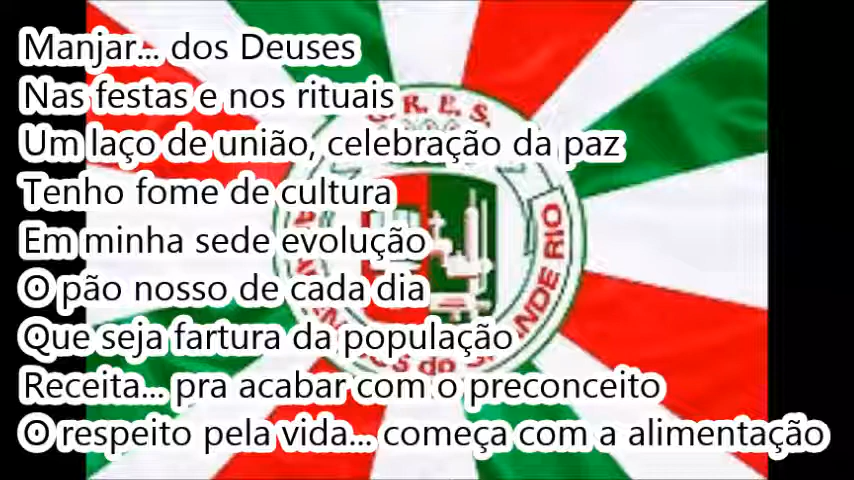 Manjar... dos Deuses
Nas festas e nos rituais
Um laço de união, celebração da paz
Tenho fome de cultura
Em minha sede evolução
O pão nosso de cada dia
Que seja fartura da população
Receita... pra acabar com o preconceito
O respeito pela vida... começa com a alimentação
R. E. S.
do
RIO